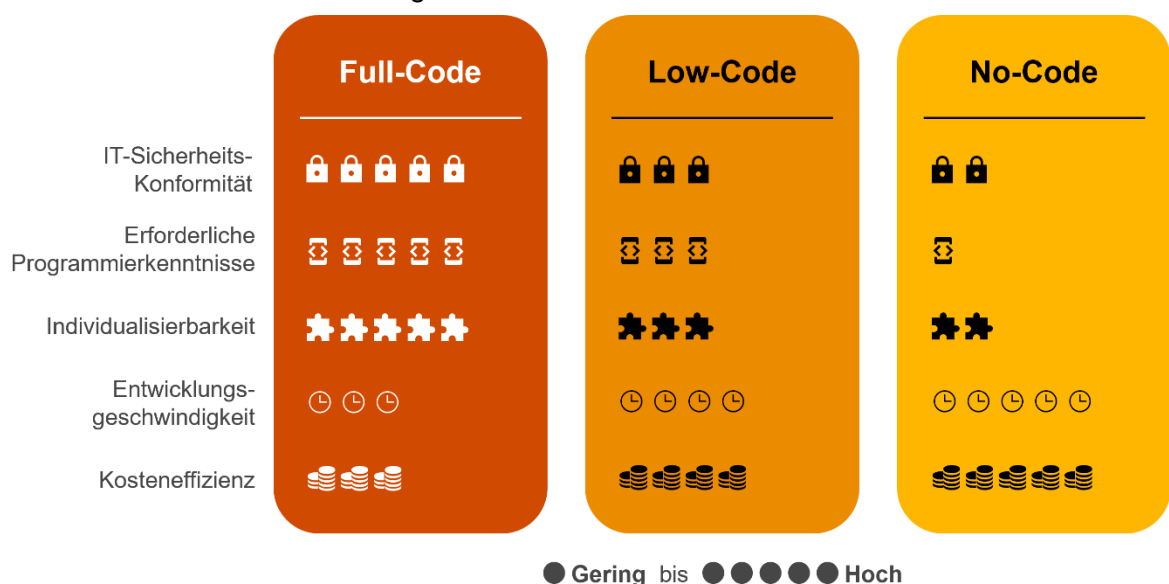 Full-Code
Low-Code
No-Code
IT-Sicherheits-
Konformität
Erforderliche
Programmierkenntnisse
Individualisierbarkeit
Entwicklungs-
geschwindigkeit
Kosteneffizienz
Gering bis Hoch